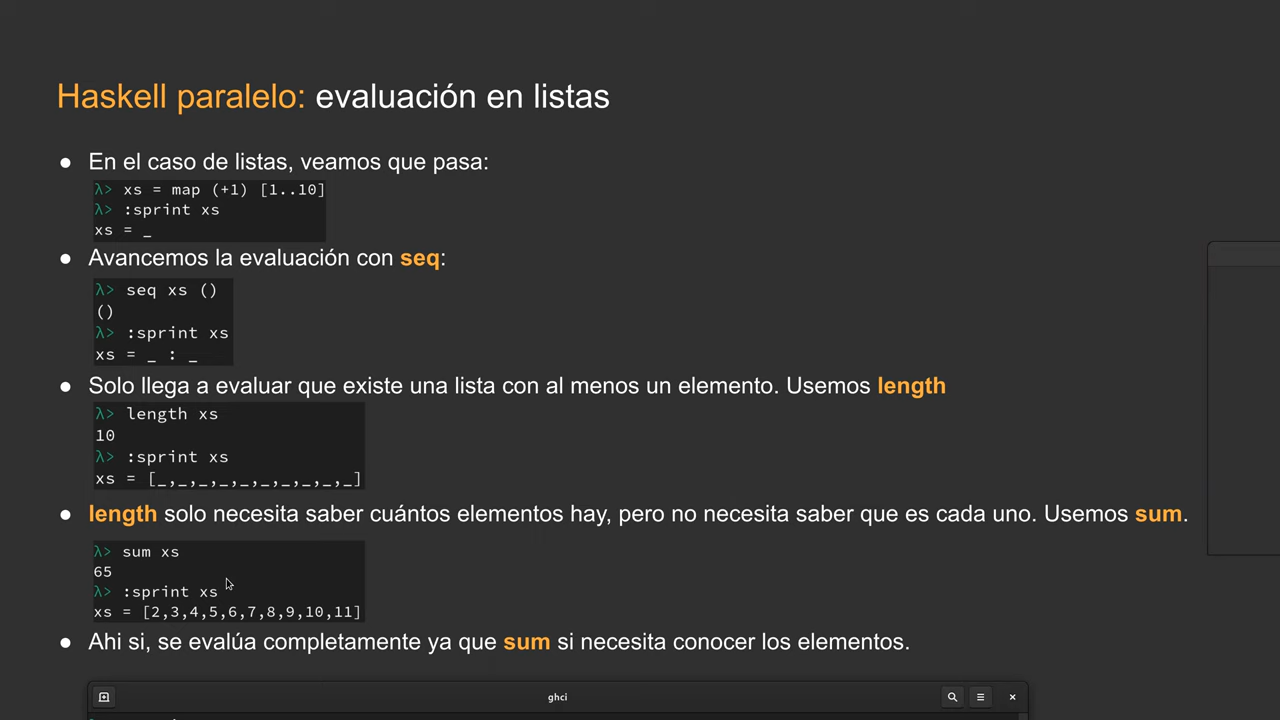 Haskell paralelo: evaluación en listas
● En el caso de listas, veamos que pasa:
λ> xs = map (+1) [1..10]
λ> :sprint xs
xs = _
● Avancemos la evaluación con seq:
λ> seq xs ()
()
λ> :sprint xs
xs = _ : _
● Solo llega a evaluar que existe una lista con al menos un elemento. Usemos length
λ> length xs
10
λ> :sprint xs
xs = [_,_,_,_,_,_,_,_,_,_]
● length solo necesita saber cuántos elementos hay, pero no necesita saber que es cada uno. Usemos sum.
λ> sum xs
65
λ> :sprint xs
xs = [2,3,4,5,6,7,8,9,10,11]
● Ahi si, se evalúa completamente ya que sum si necesita conocer los elementos.
ghci